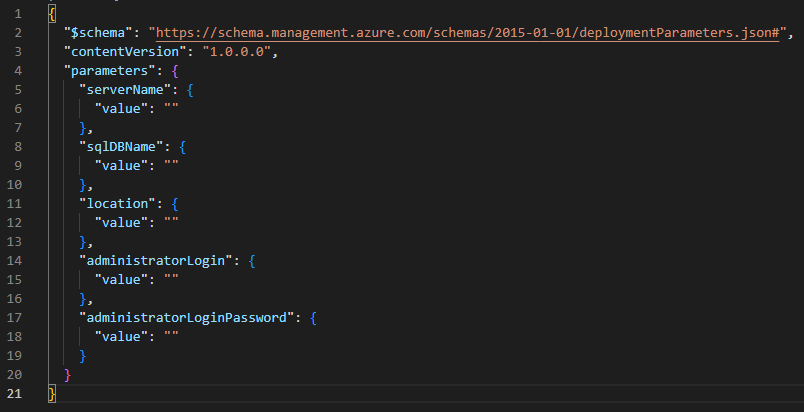 1 {
2 "$schema": "https://schema.management.azure.com/schemas/2015-01-01/deploymentParameters.json#",
3 "contentVersion": "1.0.0.0",
4 "parameters": {
5 "serverName": {
6 "value": ""
7 },
8 "sqlDBName": {
9 "value": ""
10 },
11 "location": {
12 "value": ""
13 },
14 "administratorLogin": {
15 "value": ""
16 },
17 "administratorLoginPassword": {
18 "value": ""
19 }
20 }
21 }